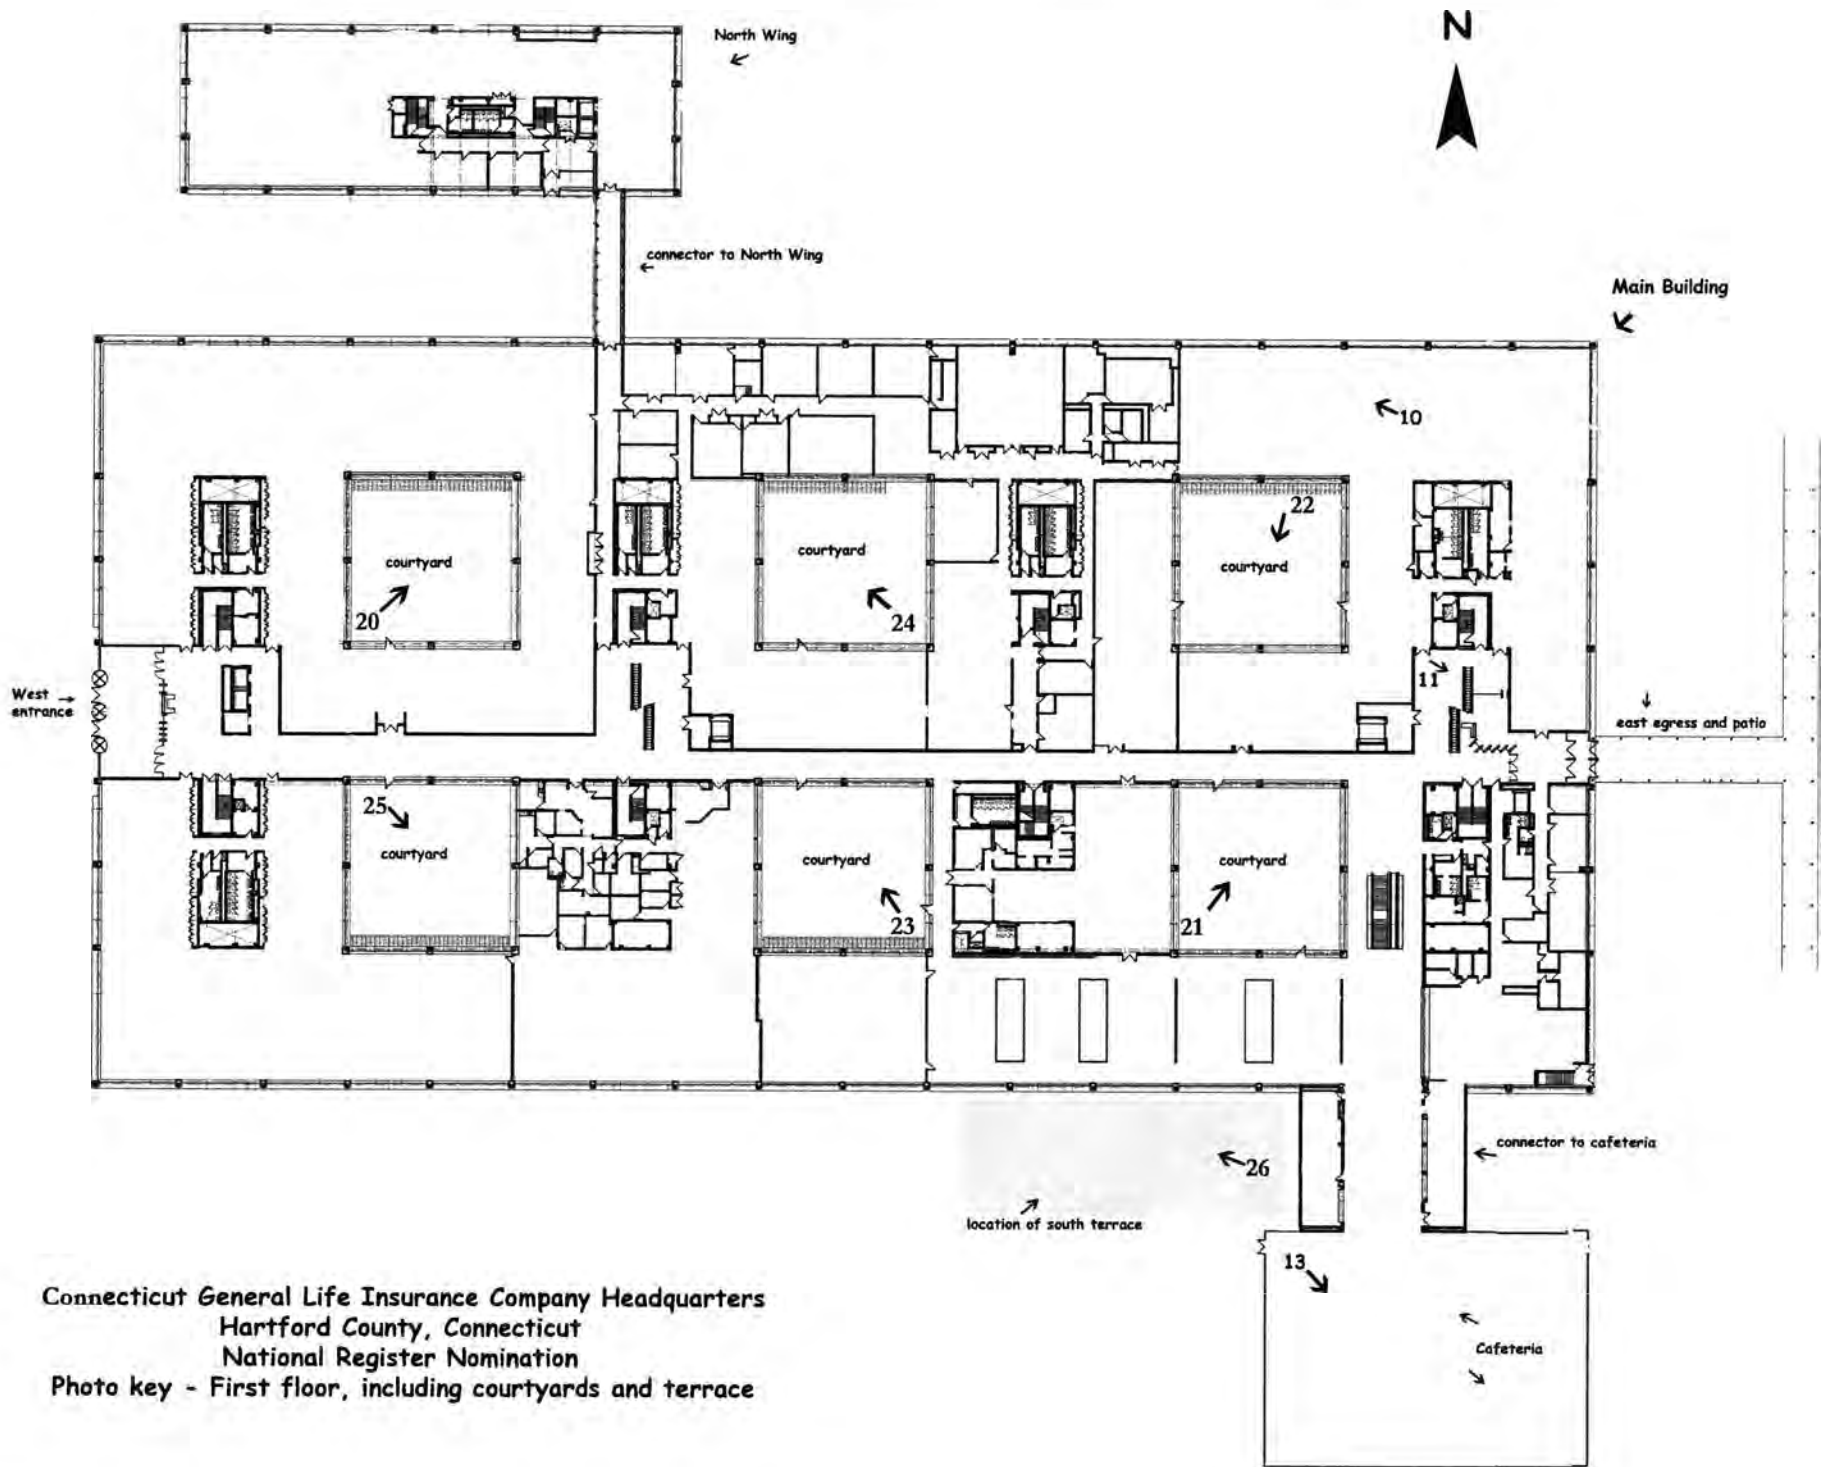 North Wing
N
connector to North Wing
Main Building
10
22
courtyard
courtyard
courtyard
20
24
11
West
entrance
east egress and patio
25
courtyard
courtyard
courtyard
23
21
connector to cafeteria
26
location of south terrace
13
Cafeteria
Connecticut General Life Insurance Company Headquarters
Hartford County, Connecticut
National Register Nomination
Photo key - First floor, including courtyards and terrace